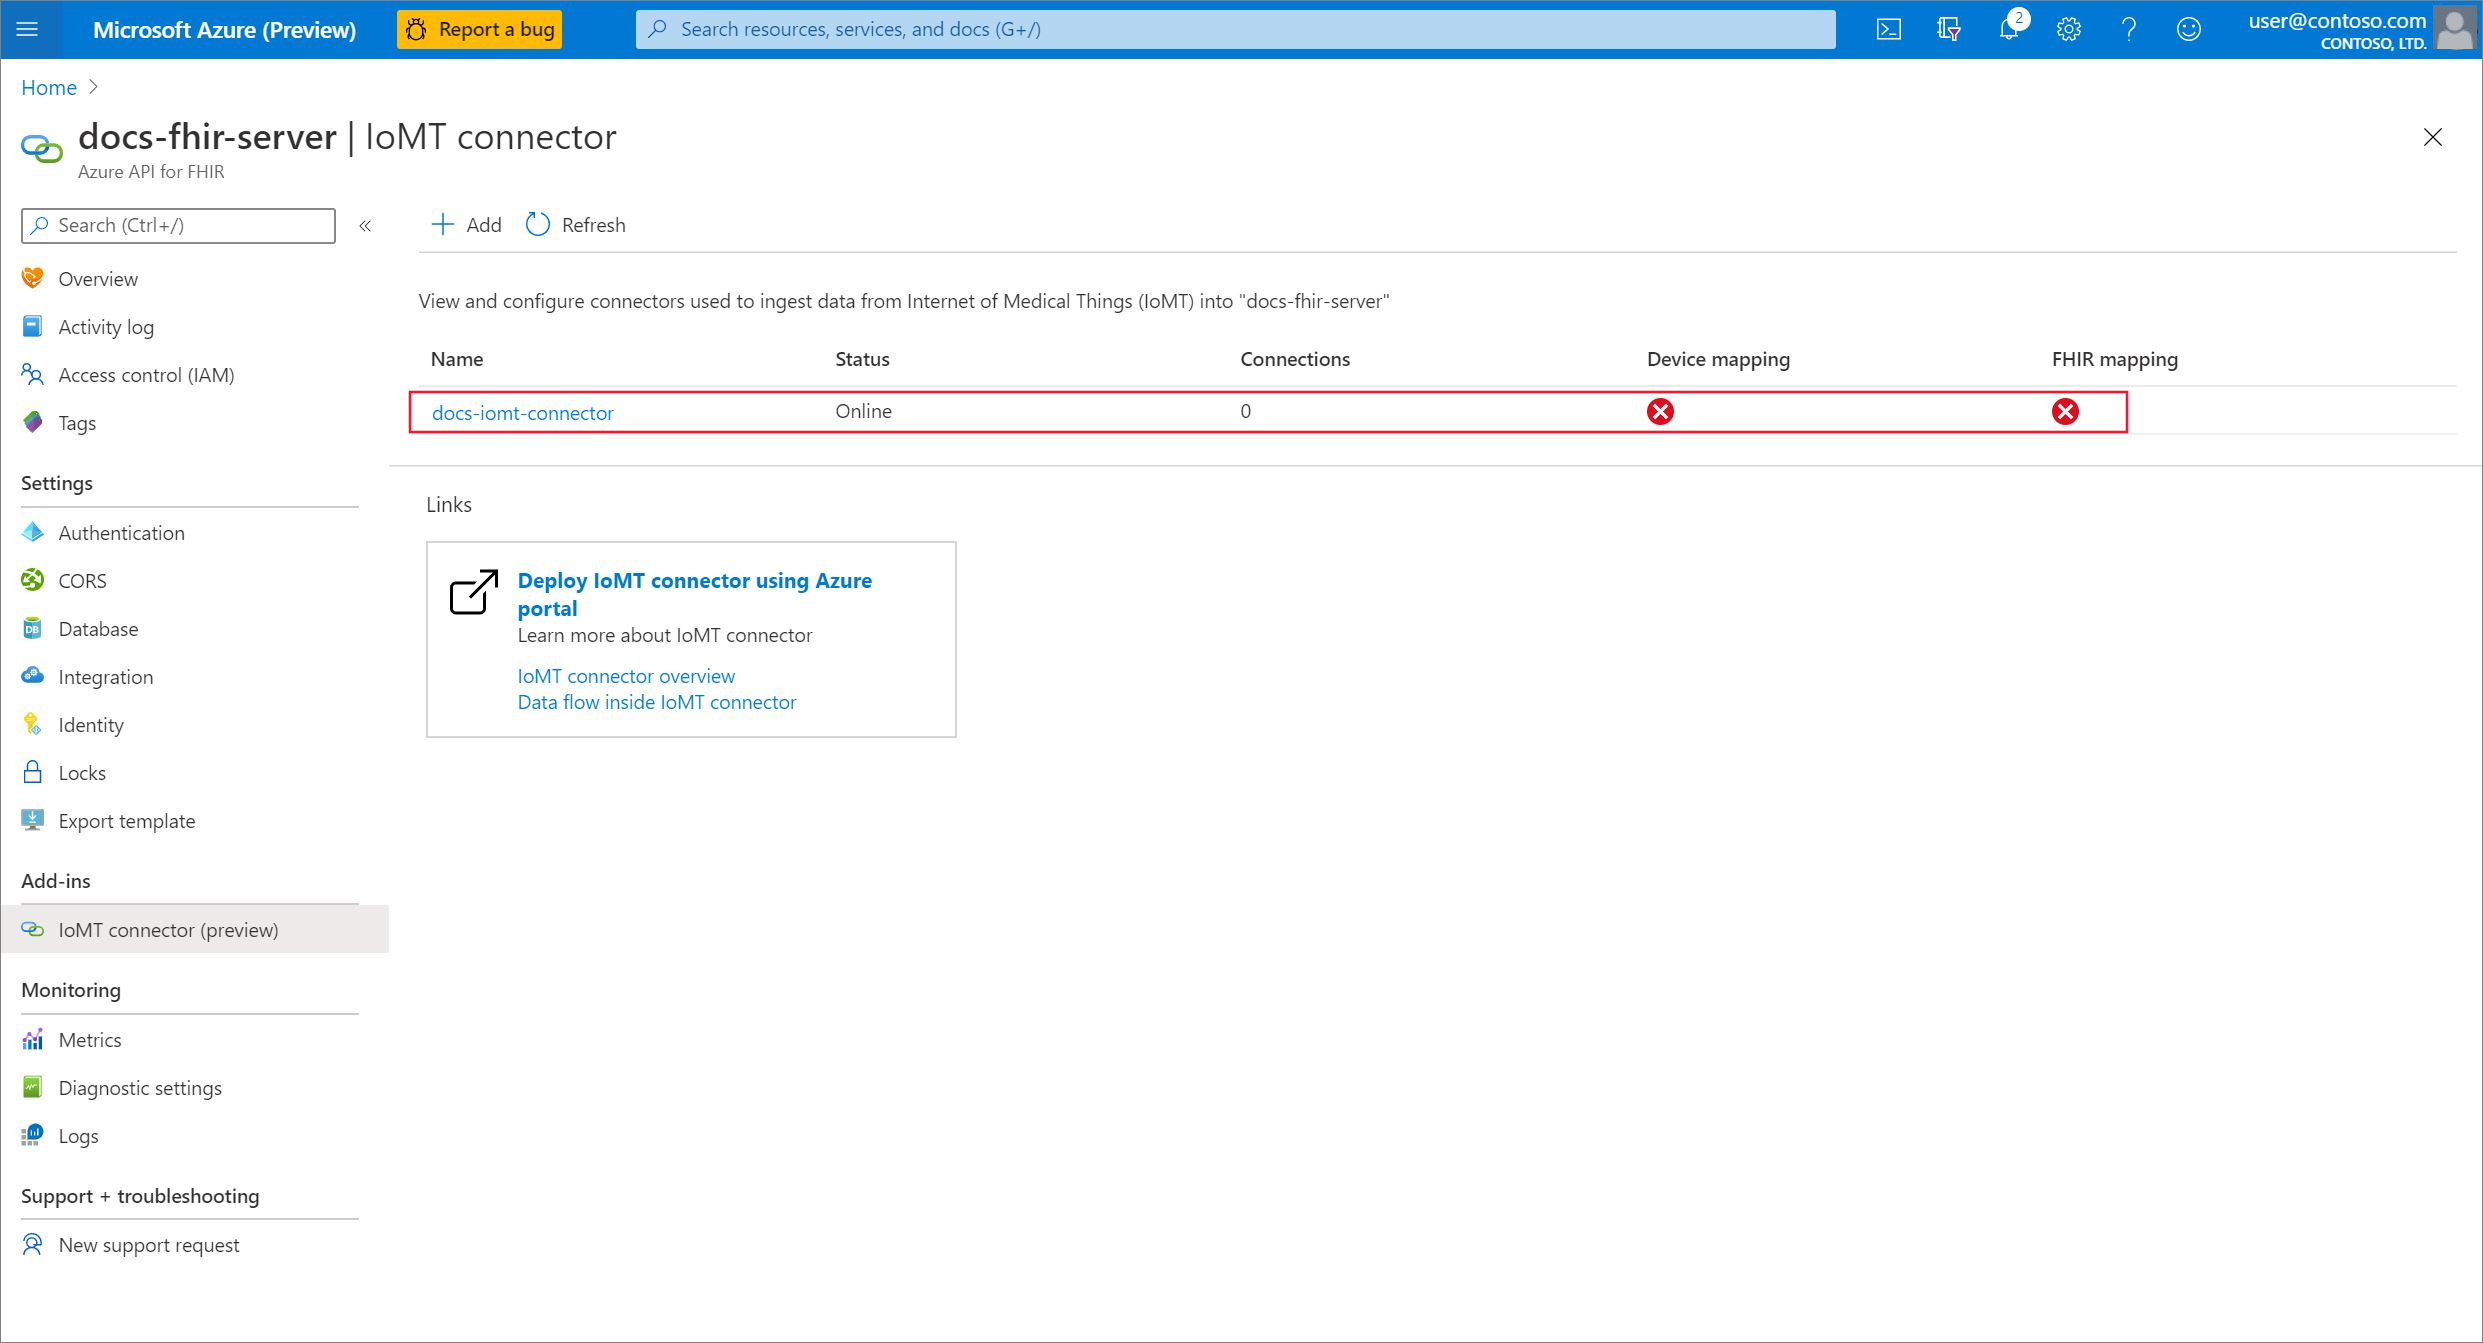 Microsoft Azure (Preview)
Report a bug
Search resources, services, and docs (G+/)
2
user@contoso.com
CONTOSO, LTD.
Home
docs-fhir-server | IoMT connector
Azure API for FHIR
Search (Ctrl+/)
«
Overview
Activity log
Access control (IAM)
Tags
Settings
Authentication
CORS
DB
Database
Integration
Identity
Locks
Export template
Add-ins
IoMT connector (preview)
Monitoring
Metrics
Diagnostic settings
Logs
Support + troubleshooting
New support request
Add
Refresh
View and configure connectors used to ingest data from Internet of Medical Things (IoMT) into "docs-fhir-server"
Name Status Connections Device mapping FHIR mapping
docs-iomt-connector Online 0
Links
Deploy IoMT connector using Azure
portal
Learn more about IoMT connector
IoMT connector overview
Data flow inside IoMT connector